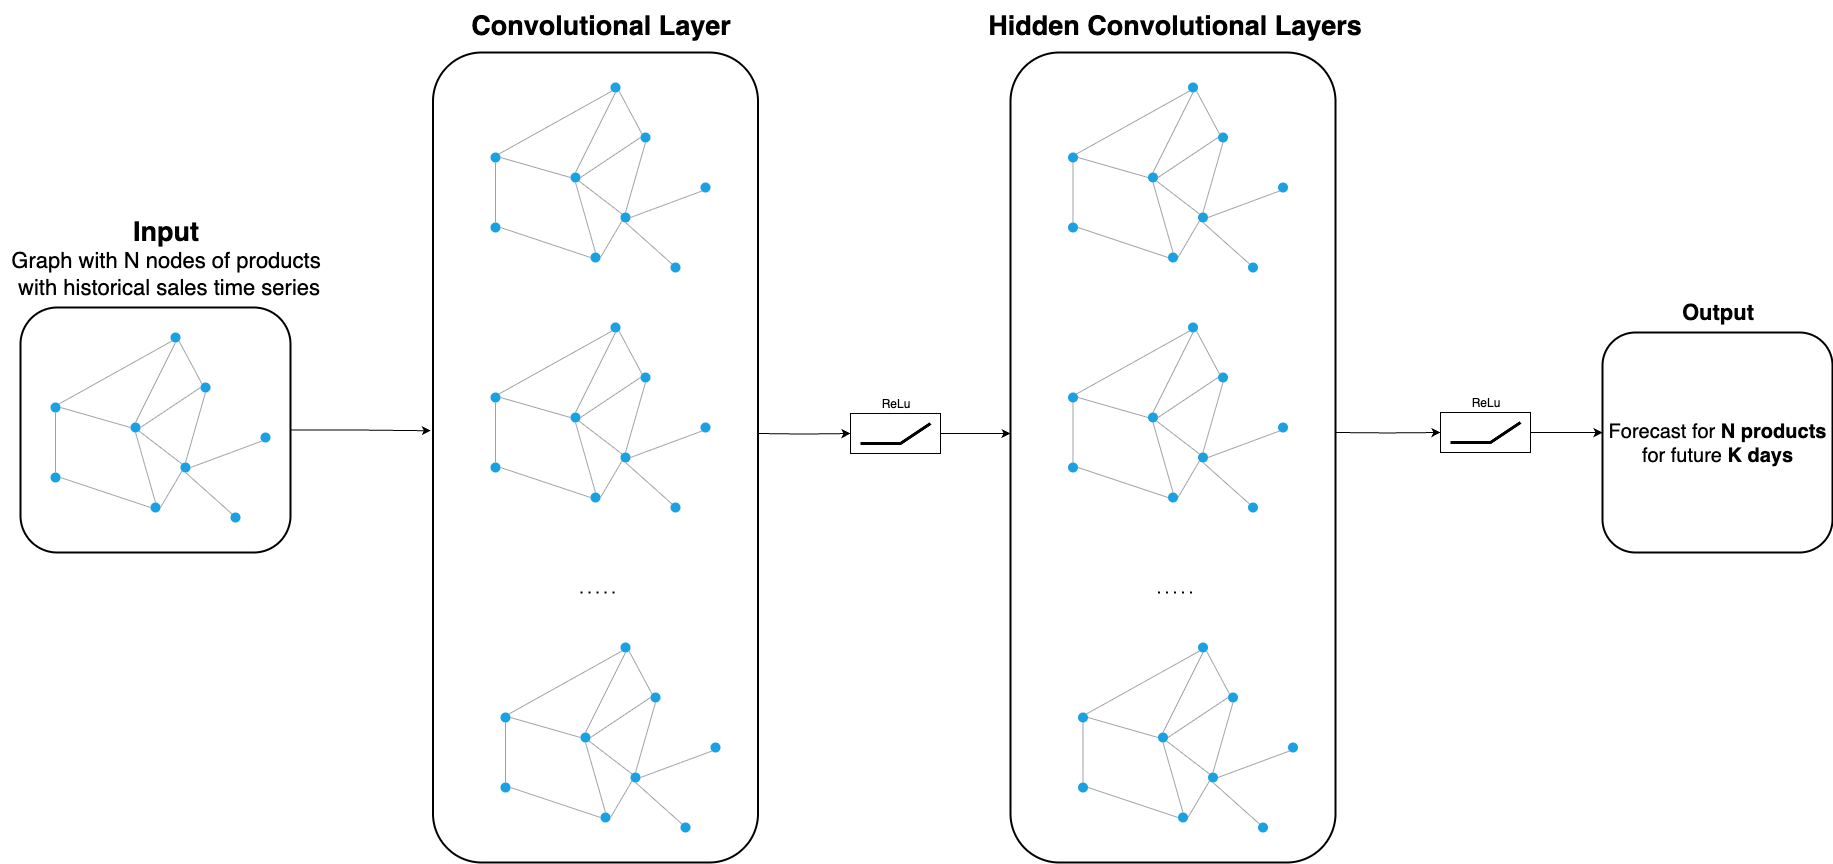 Convolutional Layer
Hidden Convolutional Layers
Input
Graph with N nodes of products
with historical sales time series
.....
ReLu
.....
ReLu
Output
Forecast for N products
for future K days